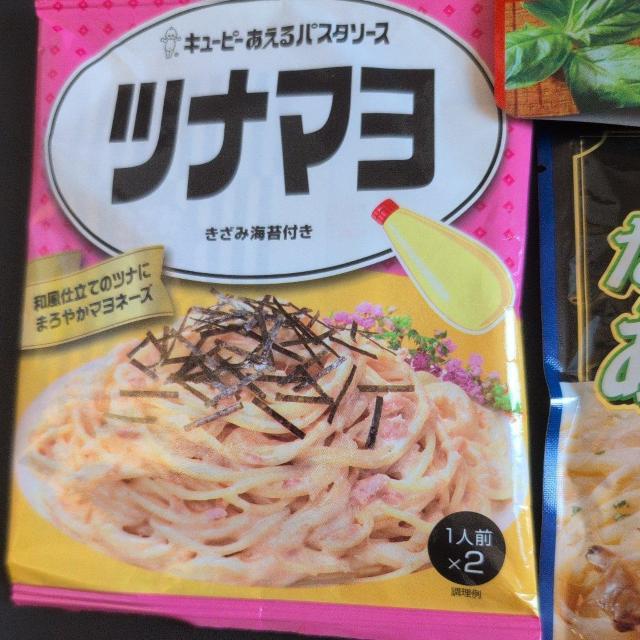 キューピーあえるパスタソース
ツナマヨ
きざみ海苔付き
和風仕立てのツナに
まろやかマヨネーズ
1人前
×2
調理例